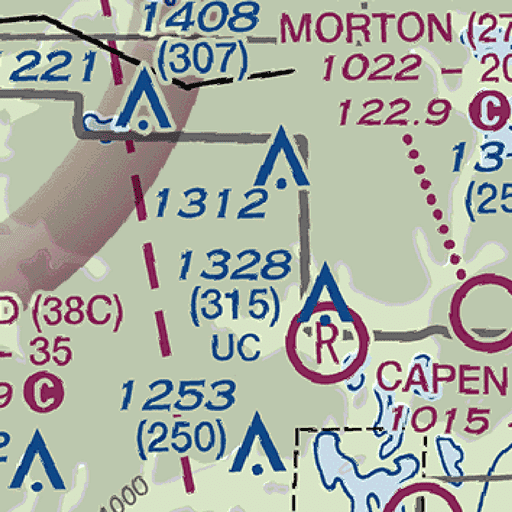 1408
(307)
MORTON (27
221
1022 - 20
122.9 C
13-
(25
1312
1328
(315)
UC
D (38C)
- 35
9 C
R
CAPEN
1253
(250)
1015 -
2
1000